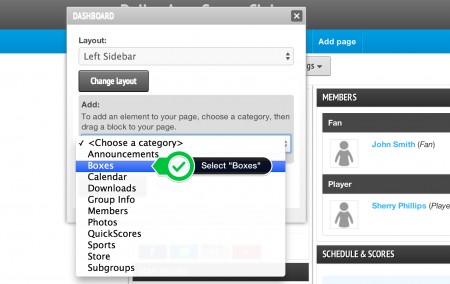 DASHBOARD
Layout:
Left Sidebar
Change layout
Add:
To add an element to your page, choose a category, then
drag a block to your page.
<Choose a category>
Announcements
Boxes
Select "Boxes"
Calendar
Downloads
Group Info
Members
Photos
QuickScores
Sports
Store
Subgroups
Add page
gs
MEMBERS
Fan
John Smith (Fan)
Player
Sherry Phillips (Playe
SCHEDULE & SCORES